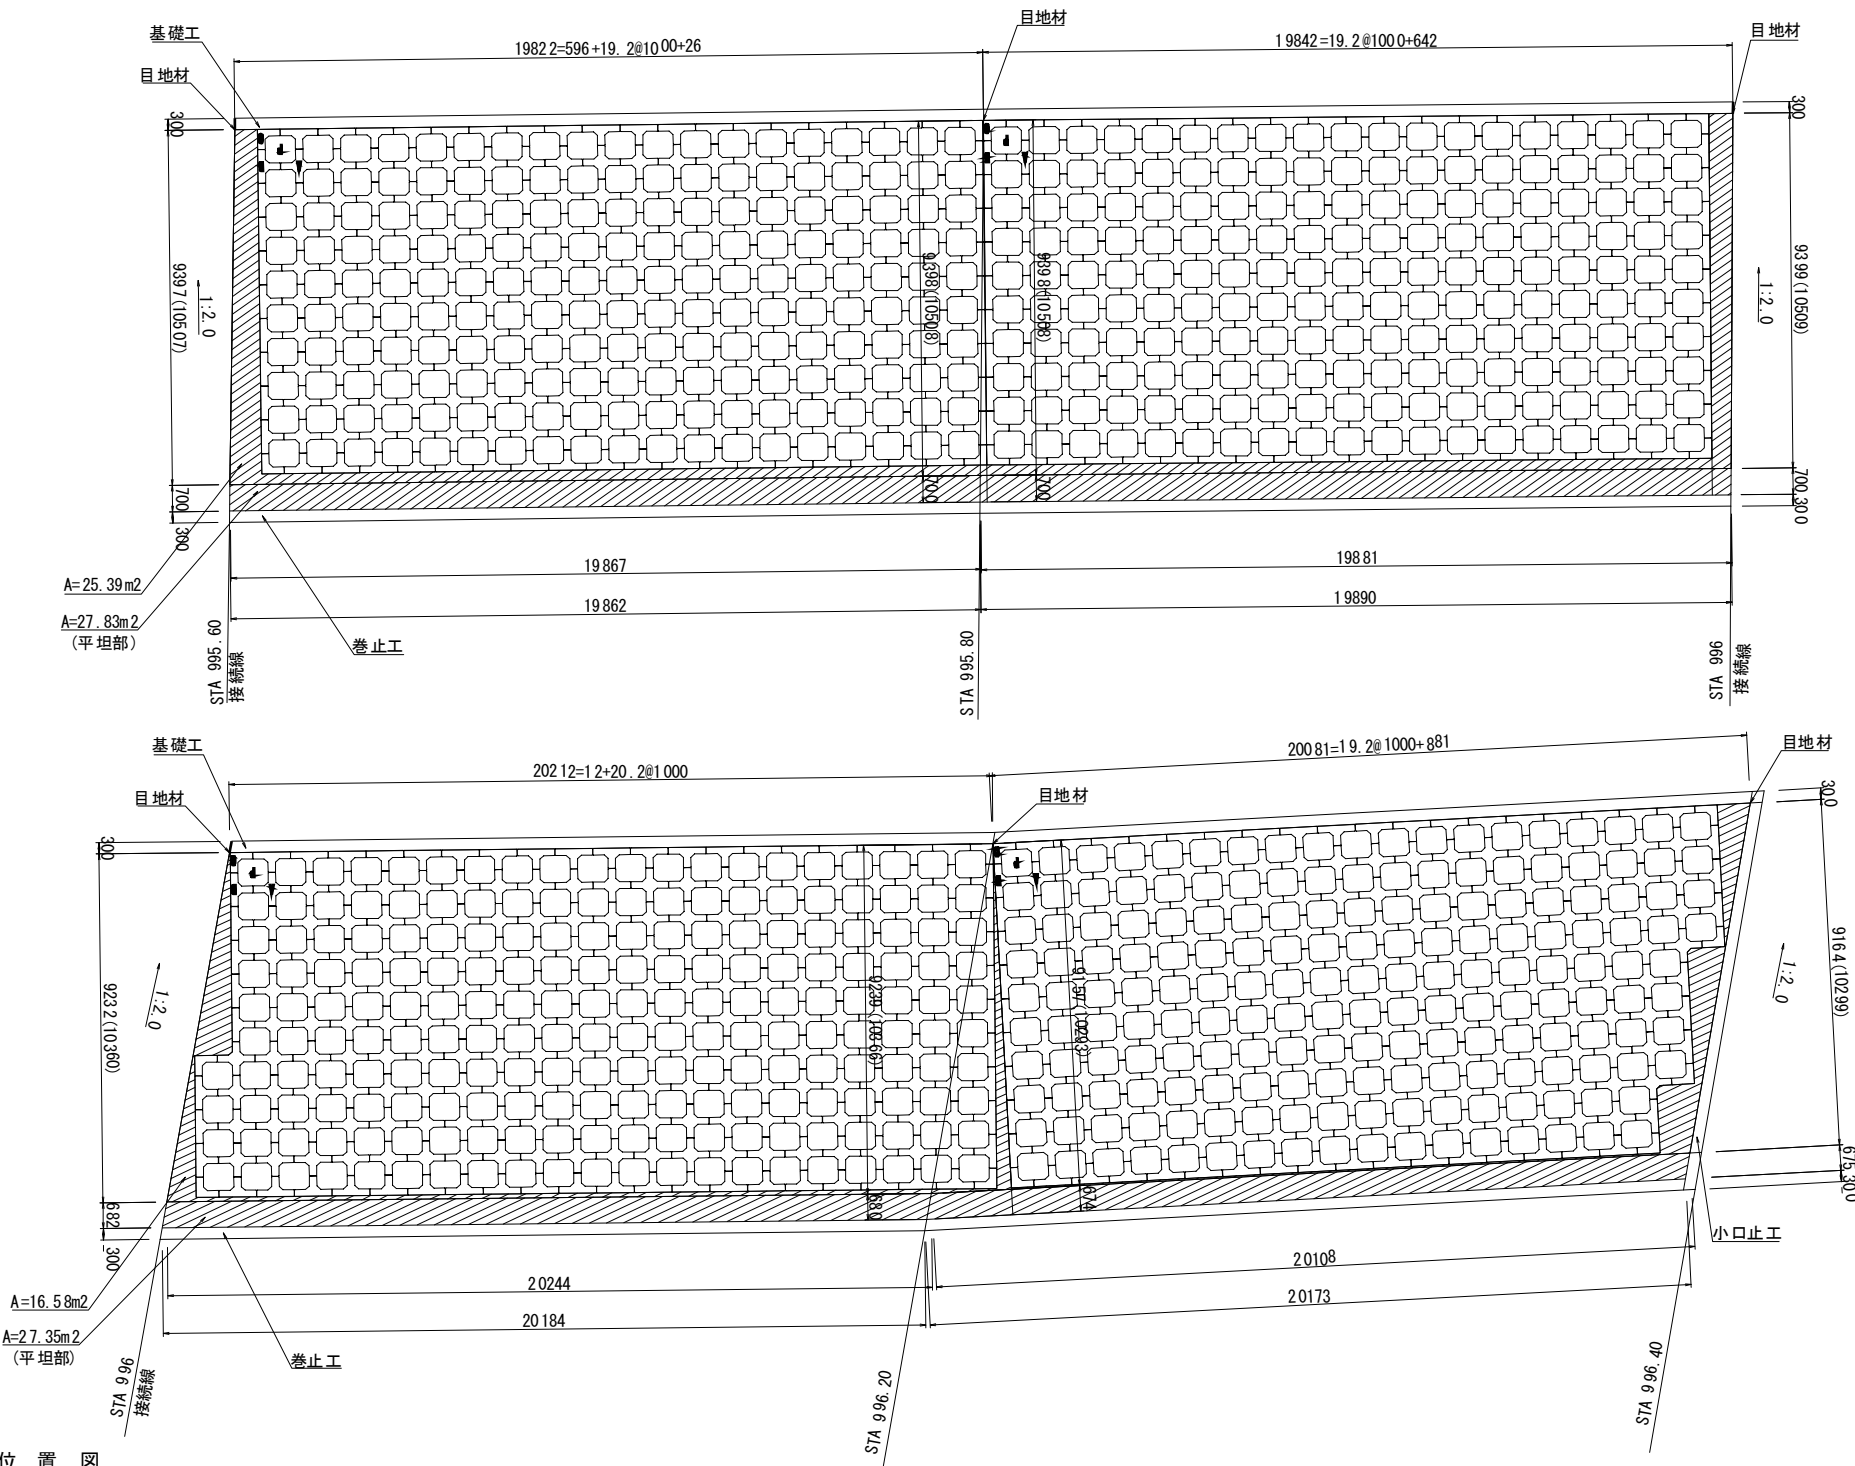 基礎工
目地材
19822=596+19.2@1000+26
目地材
19842=19.2@1000+642
目地材
300
300
9397(10507)
1:2.0
9398(10508)
9398(10508)
9399(10509)
1:2.0
700
300
700
700
700
300
A=25.39m2
A=27.83m2
(平坦部)
巻止工
19867
19881
19862
19890
STA 995.60
接続線
STA 995.80
STA 996
接続線
基礎工
目地材
20212=12+20.2@1000
目地材
20081=19.2@1000+881
目地材
300
300
9232(10360)
1:2.0
9239(10366)
9157(10293)
9164(10299)
1:2.0
682
300
680
674
675
300
小口止工
A=16.58m2
A=27.35m2
(平坦部)
巻止工
20244
20108
20184
20173
STA 996
接続線
STA 996.20
STA 996.40
位置図